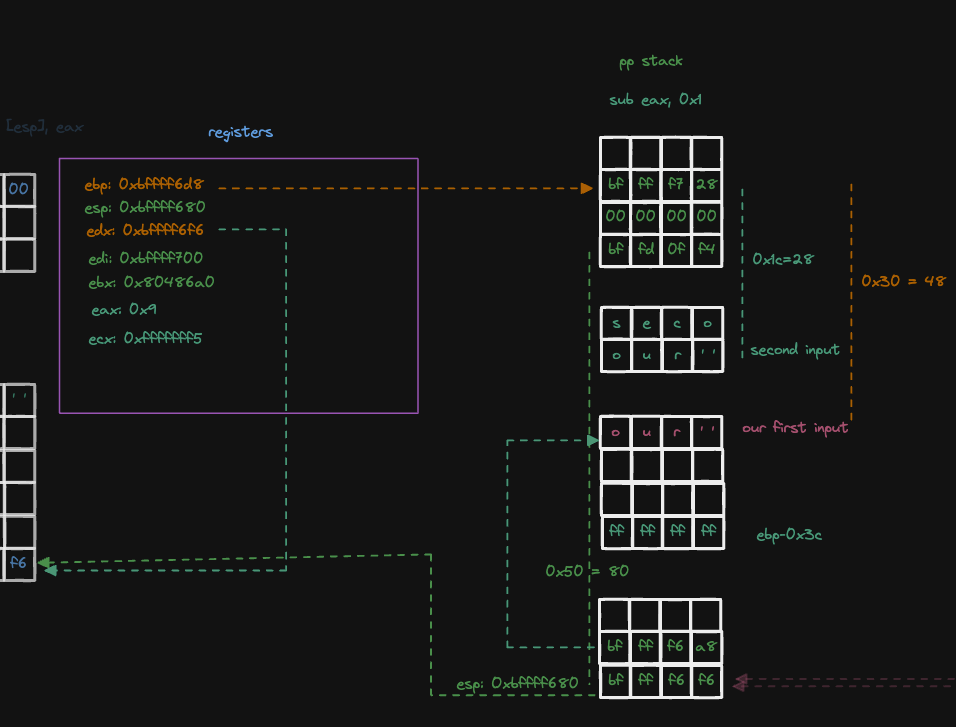 pp stack
sub eax, 0x1
[esp], eax
registers
00
ebp: 0xbffff6d8
esp: 0xbffff680
edx: 0xbffff6f6
edi: 0xbffff700
ebx: 0x80486a0
eax: 0x9
ecx: 0xfffffff5
bf ff f7 28
00 00 00 00
bf fd 0f f4
0x1c=28
0x30 = 48
s e c o
o u r ' '
second input
' '
o u r ' '
our first input
ff ff ff ff
ebp-0x3c
f6
0x50 = 80
bf ff f6 a8
bf ff f6 f6
esp: 0xbffff680